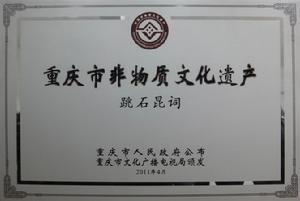 重庆市非物质文化遗产
跳石昆词
重庆市人民政府公布
重庆市文化广播电视局颁发
2011年4月